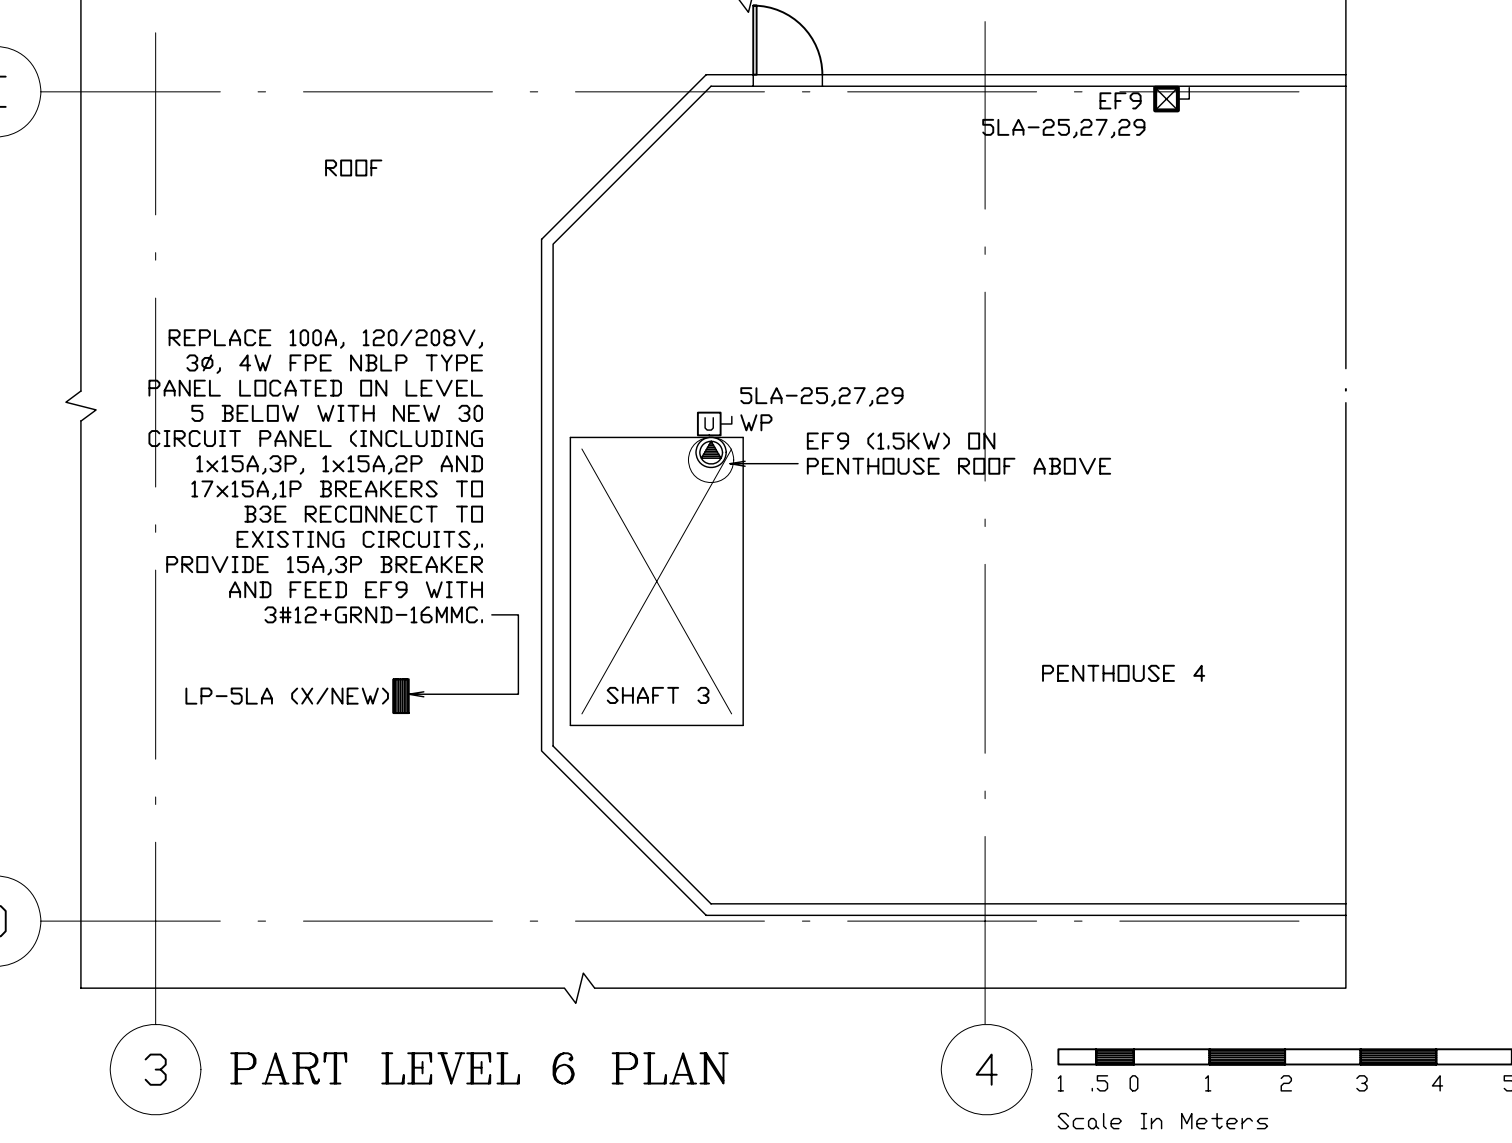 EF9
5LA-25,27,29
ROOF
REPLACE 100A, 120/208V,
3Ø, 4W FPE NBLP TYPE
PANEL LOCATED ON LEVEL
5 BELOW WITH NEW 30
CIRCUIT PANEL (INCLUDING
1x15A,3P, 1x15A,2P AND
17x15A,1P BREAKERS TO
B3E RECONNECT TO
EXISTING CIRCUITS,.
PROVIDE 15A,3P BREAKER
AND FEED EF9 WITH
3#12+GRND-16MMC.
5LA-25,27,29
U WP
EF9 (1.5KW) ON
PENTHOUSE ROOF ABOVE
LP-5LA (X/NEW)
SHAFT 3
PENTHOUSE 4
3 PART LEVEL 6 PLAN
4
1 .5 0 1 2 3 4 5
Scale In Meters